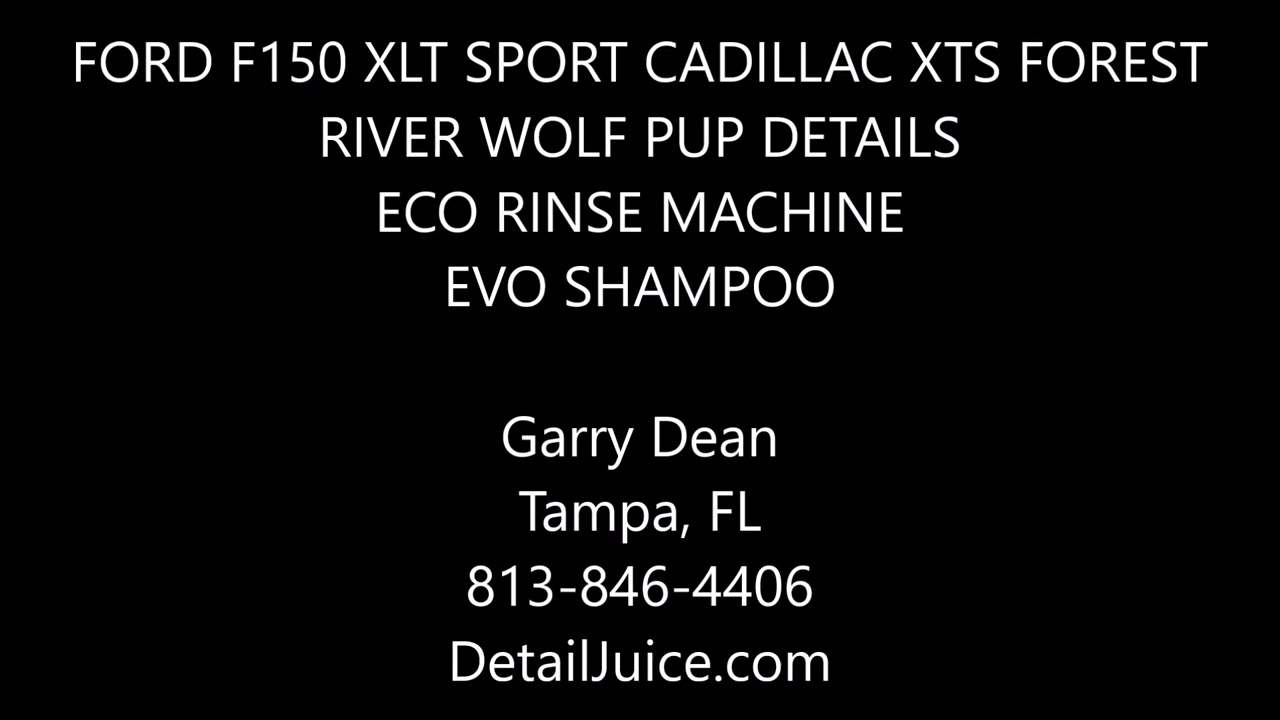 FORD F150 XLT SPORT CADILLAC XTS FOREST
RIVER WOLF PUP DETAILS
ECO RINSE MACHINE
EVO SHAMPOO
Garry Dean
Tampa, FL
813-846-4406
DetailJuice.com